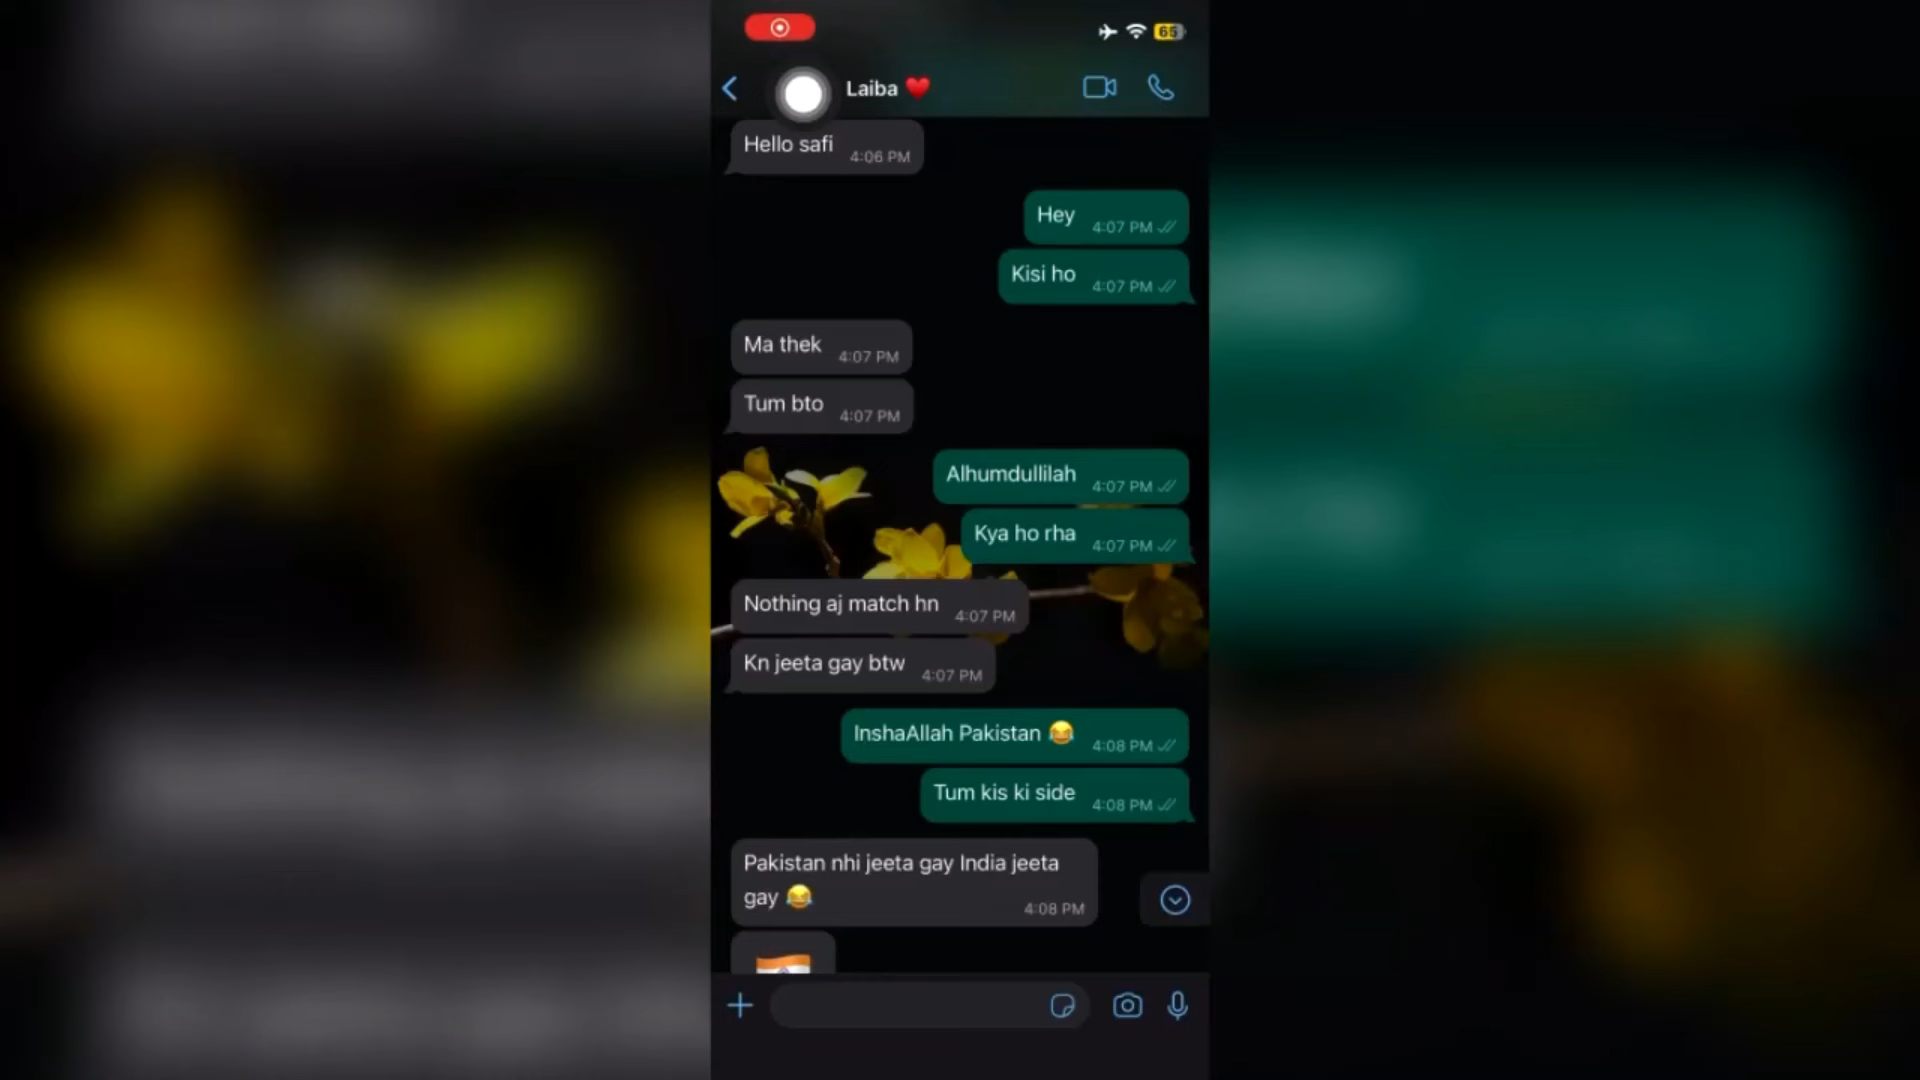 65
Laiba ❤️
Hello safi
4:06 PM
Hey
4:07 PM
Kisi ho
4:07 PM
Ma thek
4:07 PM
Tum bto
4:07 PM
Alhumdullilah
4:07 PM
Kya ho rha
4:07 PM
Nothing aj match hn
4:07 PM
Kn jeeta gay btw
4:07 PM
InshaAllah Pakistan 😂
4:08 PM
Tum kis ki side
4:08 PM
Pakistan nhi jeeta gay India jeeta
gay 😂
4:08 PM